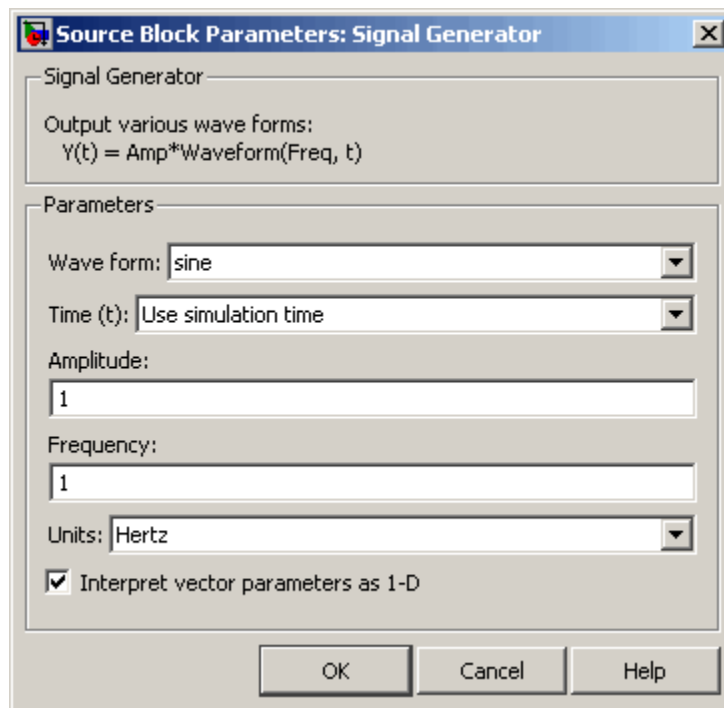 Source Block Parameters: Signal Generator
Signal Generator
Output various wave forms:
Y(t) = Amp*Waveform(Freq, t)
Parameters
Wave form: sine
Time (t): Use simulation time
Amplitude:
1
Frequency:
1
Units: Hertz
Interpret vector parameters as 1-D
OK Cancel Help